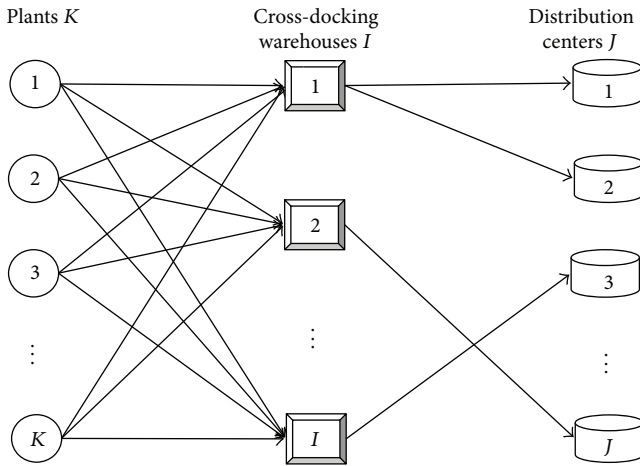 Plants K
Cross-docking
warehouses I
Distribution
centers J
1
2
3
⋮
K
1
2
⋮
I
1
2
3
⋮
J